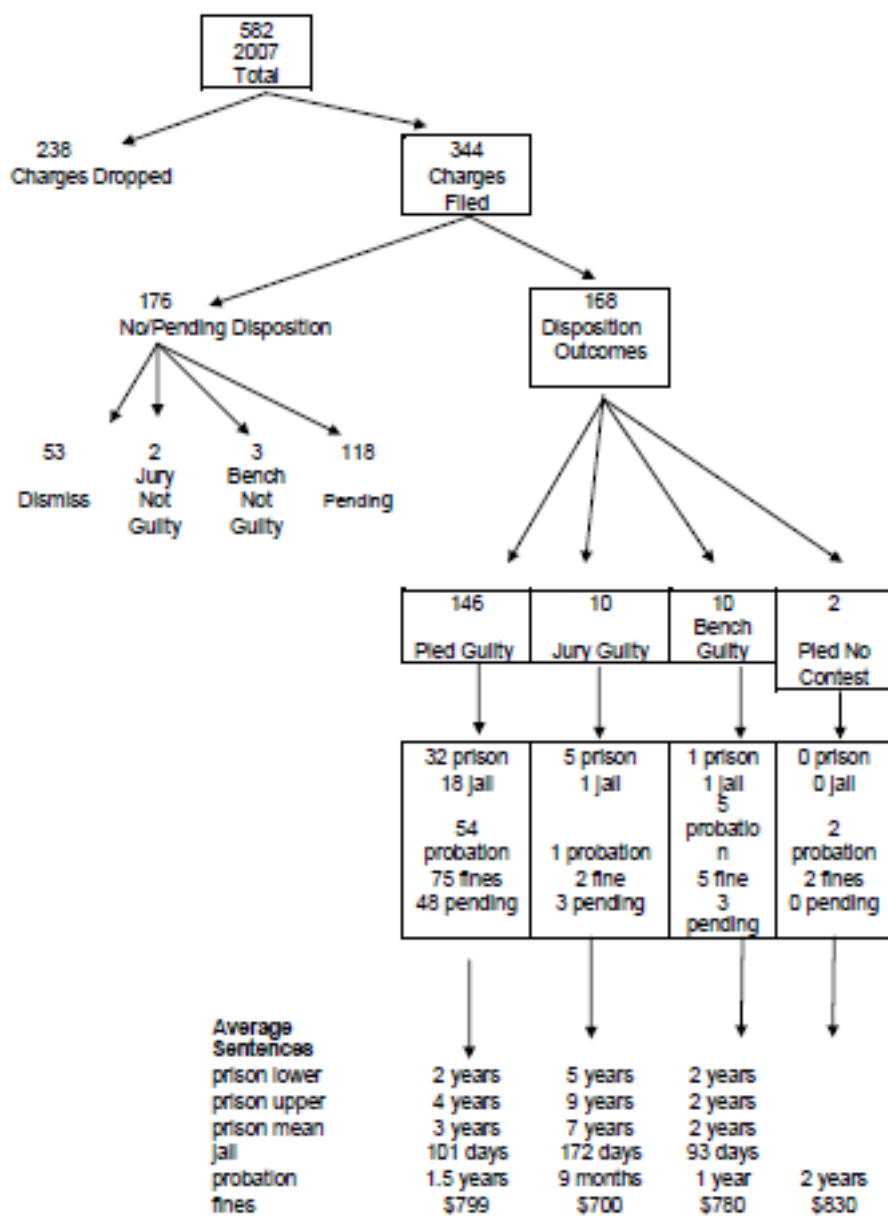 582
2007
Total
238
Charges Dropped
344
Charges
Filed
176
No/Pending Disposition
168
Disposition
Outcomes
53
Dismiss
2
Jury
Not
Guilty
3
Bench
Not
Guilty
118
Pending
146
Pled Guilty
10
Jury Guilty
10
Bench
Guilty
2
Pled No
Contest
32 prison
18 jail
54
probation
75 fines
48 pending
5 prison
1 jail
1 probation
2 fine
3 pending
1 prison
1 jail
5
probatio
n
5 fine
3
pending
0 prison
0 jail
2
probation
2 fines
0 pending
Average
Sentences
prison lower 2 years 5 years 2 years
prison upper 4 years 9 years 2 years
prison mean 3 years 7 years 2 years
jail 101 days 172 days 93 days
probation 1.5 years 9 months 1 year 2 years
fines $799 $700 $780 $830